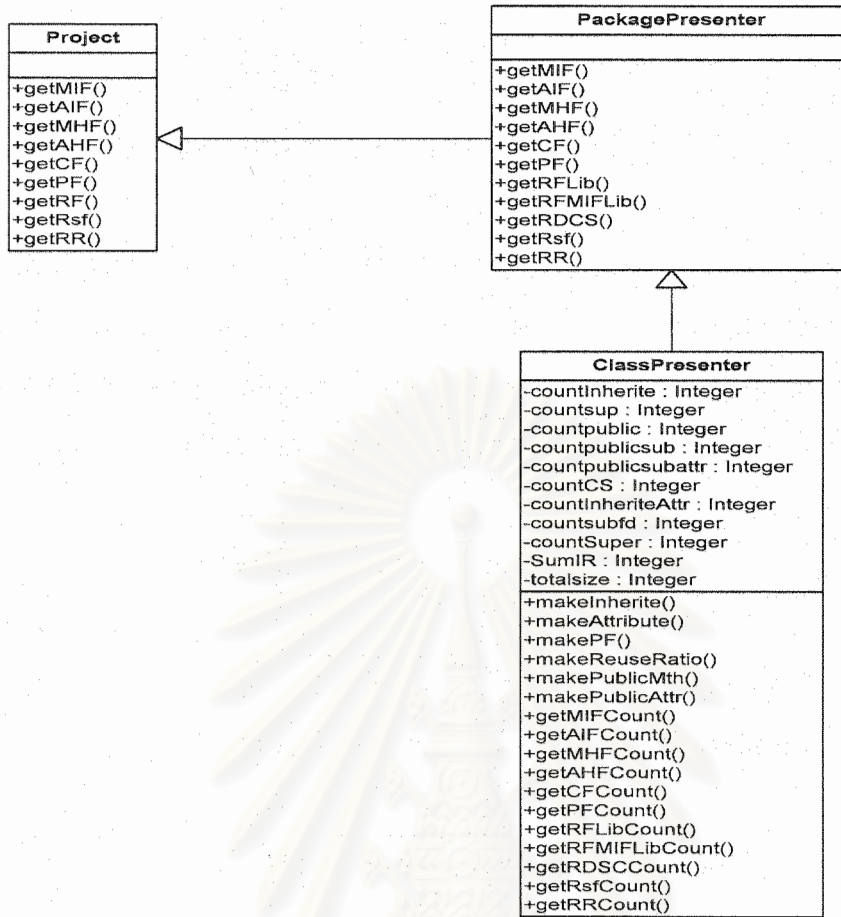 Project
+getMIF()
+getAIF()
+getMHF()
+getAHF()
+getCF()
+getPF()
+getRF()
+getRsf()
+getRR()
PackagePresenter
+getMIF()
+getAIF()
+getMHF()
+getAHF()
+getCF()
+getPF()
+getRFLib()
+getRFMIFLib()
+getRDCS()
+getRsf()
+getRR()
ClassPresenter
-countInherite : Integer
-countsup : Integer
-countpublic : Integer
-countpublicsub : Integer
-countpublicsubattr : Integer
-countCS : Integer
-countInheriteAttr : Integer
-countsubfd : Integer
-countSuper : Integer
-SumIR : Integer
-totalsize : Integer
+makeInherite()
+makeAttribute()
+makePF()
+makeReuseRatio()
+makePublicMth()
+makePublicAttr()
+getMIFCount()
+getAIFCount()
+getMHFCount()
+getAHFCount()
+getCFCount()
+getPFCount()
+getRFLibCount()
+getRFMIFLibCount()
+getRDSCCount()
+getRsfCount()
+getRRCount()